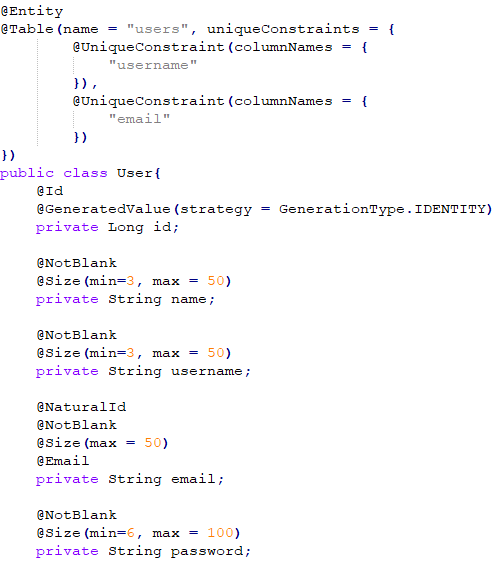 @Entity
@Table(name = "users", uniqueConstraints = {
        @UniqueConstraint(columnNames = {
            "username"
        }),
        @UniqueConstraint(columnNames = {
            "email"
        })
})
public class User{
    @Id
    @GeneratedValue(strategy = GenerationType.IDENTITY)
    private Long id;

    @NotBlank
    @Size(min=3, max = 50)
    private String name;

    @NotBlank
    @Size(min=3, max = 50)
    private String username;

    @NaturalId
    @NotBlank
    @Size(max = 50)
    @Email
    private String email;

    @NotBlank
    @Size(min=6, max = 100)
    private String password;